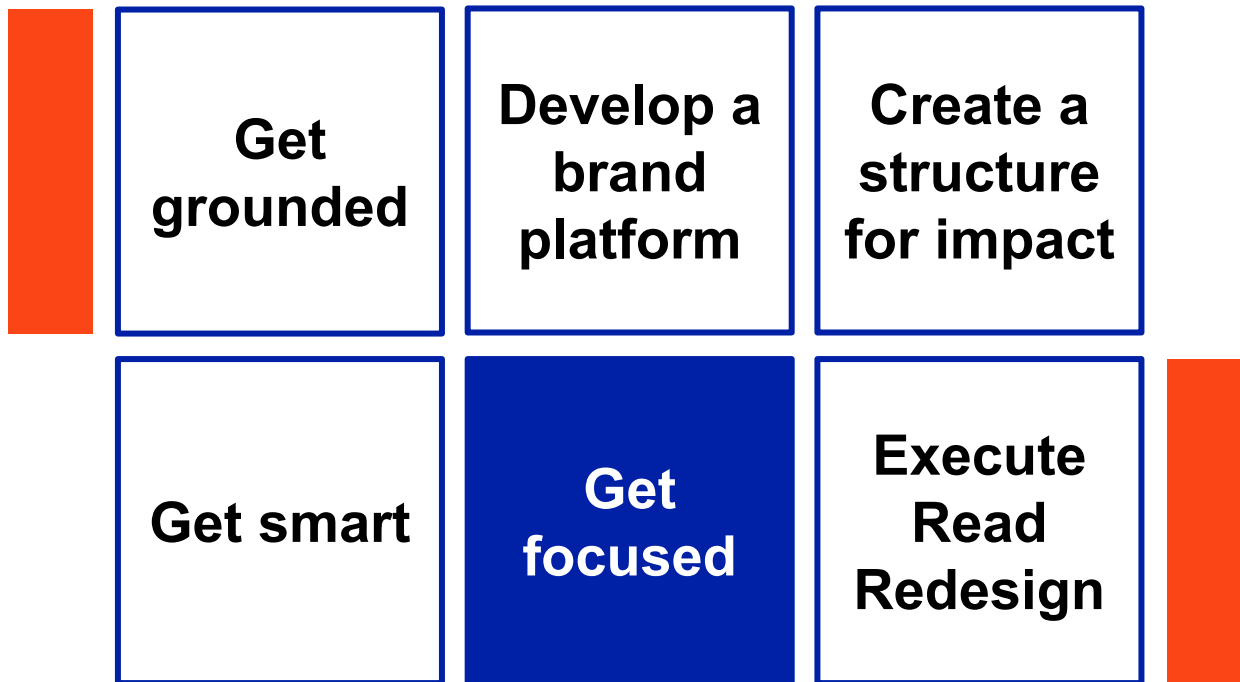 Get
grounded
Develop a
brand
platform
Create a
structure
for impact
Get smart
Get
focused
Execute
Read
Redesign